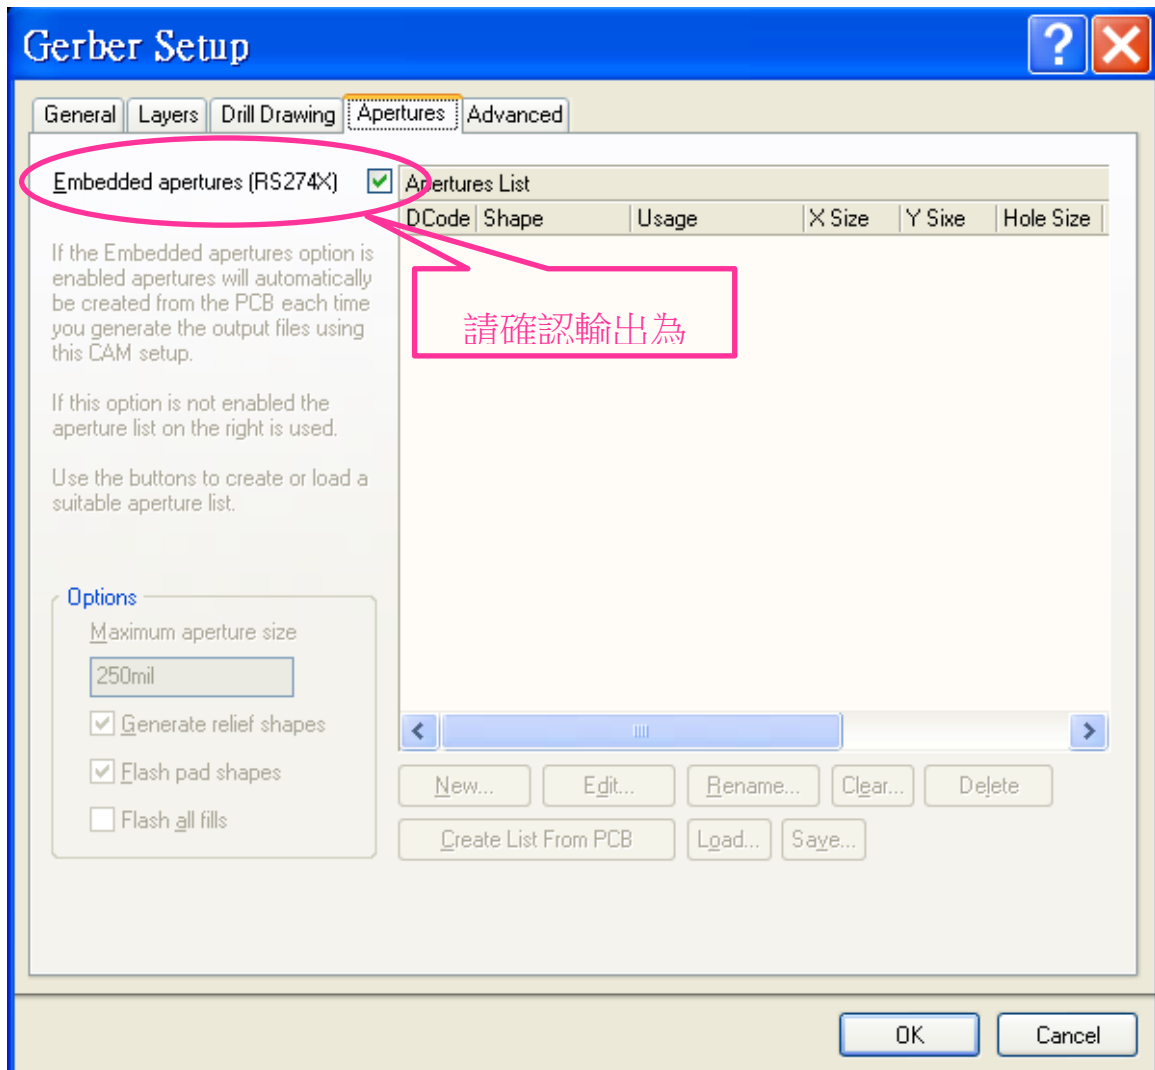 Gerber Setup
General Layers Drill Drawing Apertures Advanced
Embedded apertures (RS274X)
If the Embedded apertures option is
enabled apertures will automatically
be created from the PCB each time
you generate the output files using
this CAM setup.
If this option is not enabled the
aperture list on the right is used.
Use the buttons to create or load a
suitable aperture list.
Options
Maximum aperture size
250mil
Generate relief shapes
Flash pad shapes
Flash all fills
Apertures List
DCode Shape Usage X Size Y Sixe Hole Size
請確認輸出為
New... Edit... Rename... Clear... Delete
Create List From PCB Load... Save...
OK Cancel